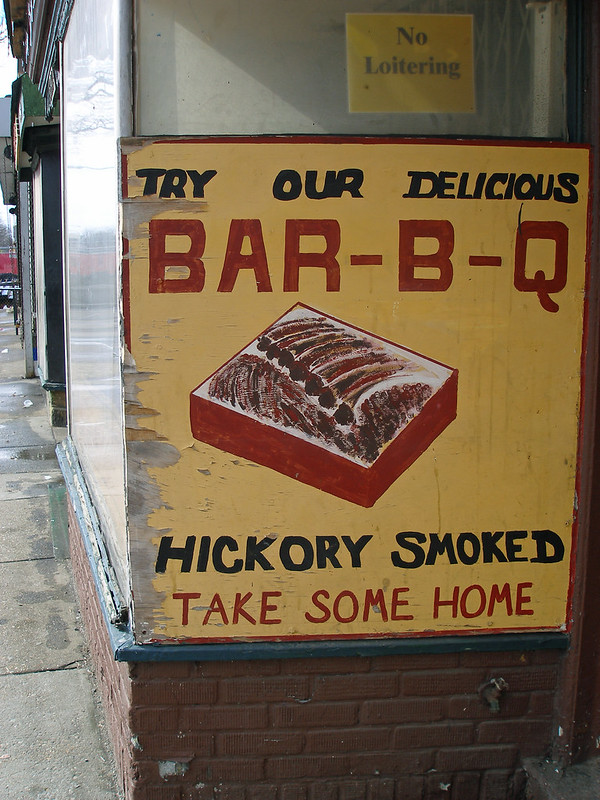 No
Loitering
TRY OUR DELICIOUS
BAR-B-Q
HICKORY SMOKED
TAKE SOME HOME